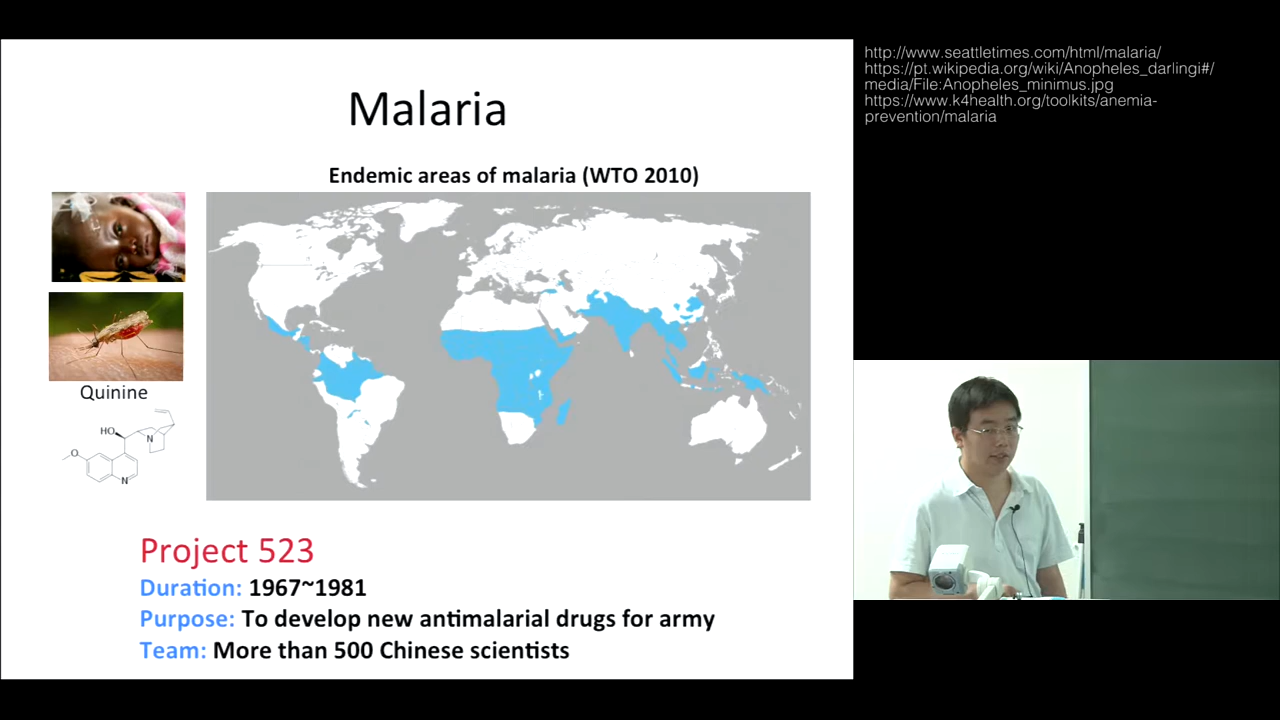 Malaria
Endemic areas of malaria (WTO 2010)
Quinine
HO
N
O
N
Project 523
Duration: 1967~1981
Purpose: To develop new antimalarial drugs for army
Team: More than 500 Chinese scientists
http://www.seattletimes.com/html/malaria/
https://pt.wikipedia.org/wiki/Anopheles_darlingi#/
media/File:Anopheles_minimus.jpg
https://www.k4health.org/toolkits/anemia-
prevention/malaria